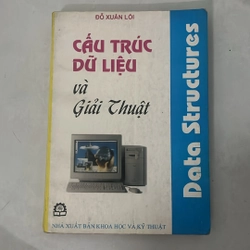 ĐỖ XUÂN LÔI
CẤU TRÚC
DỮ LIỆU
và
Giải Thuật
Data Structures
NHÀ XUẤT BẢN KHOA HỌC VÀ KỸ THUẬT